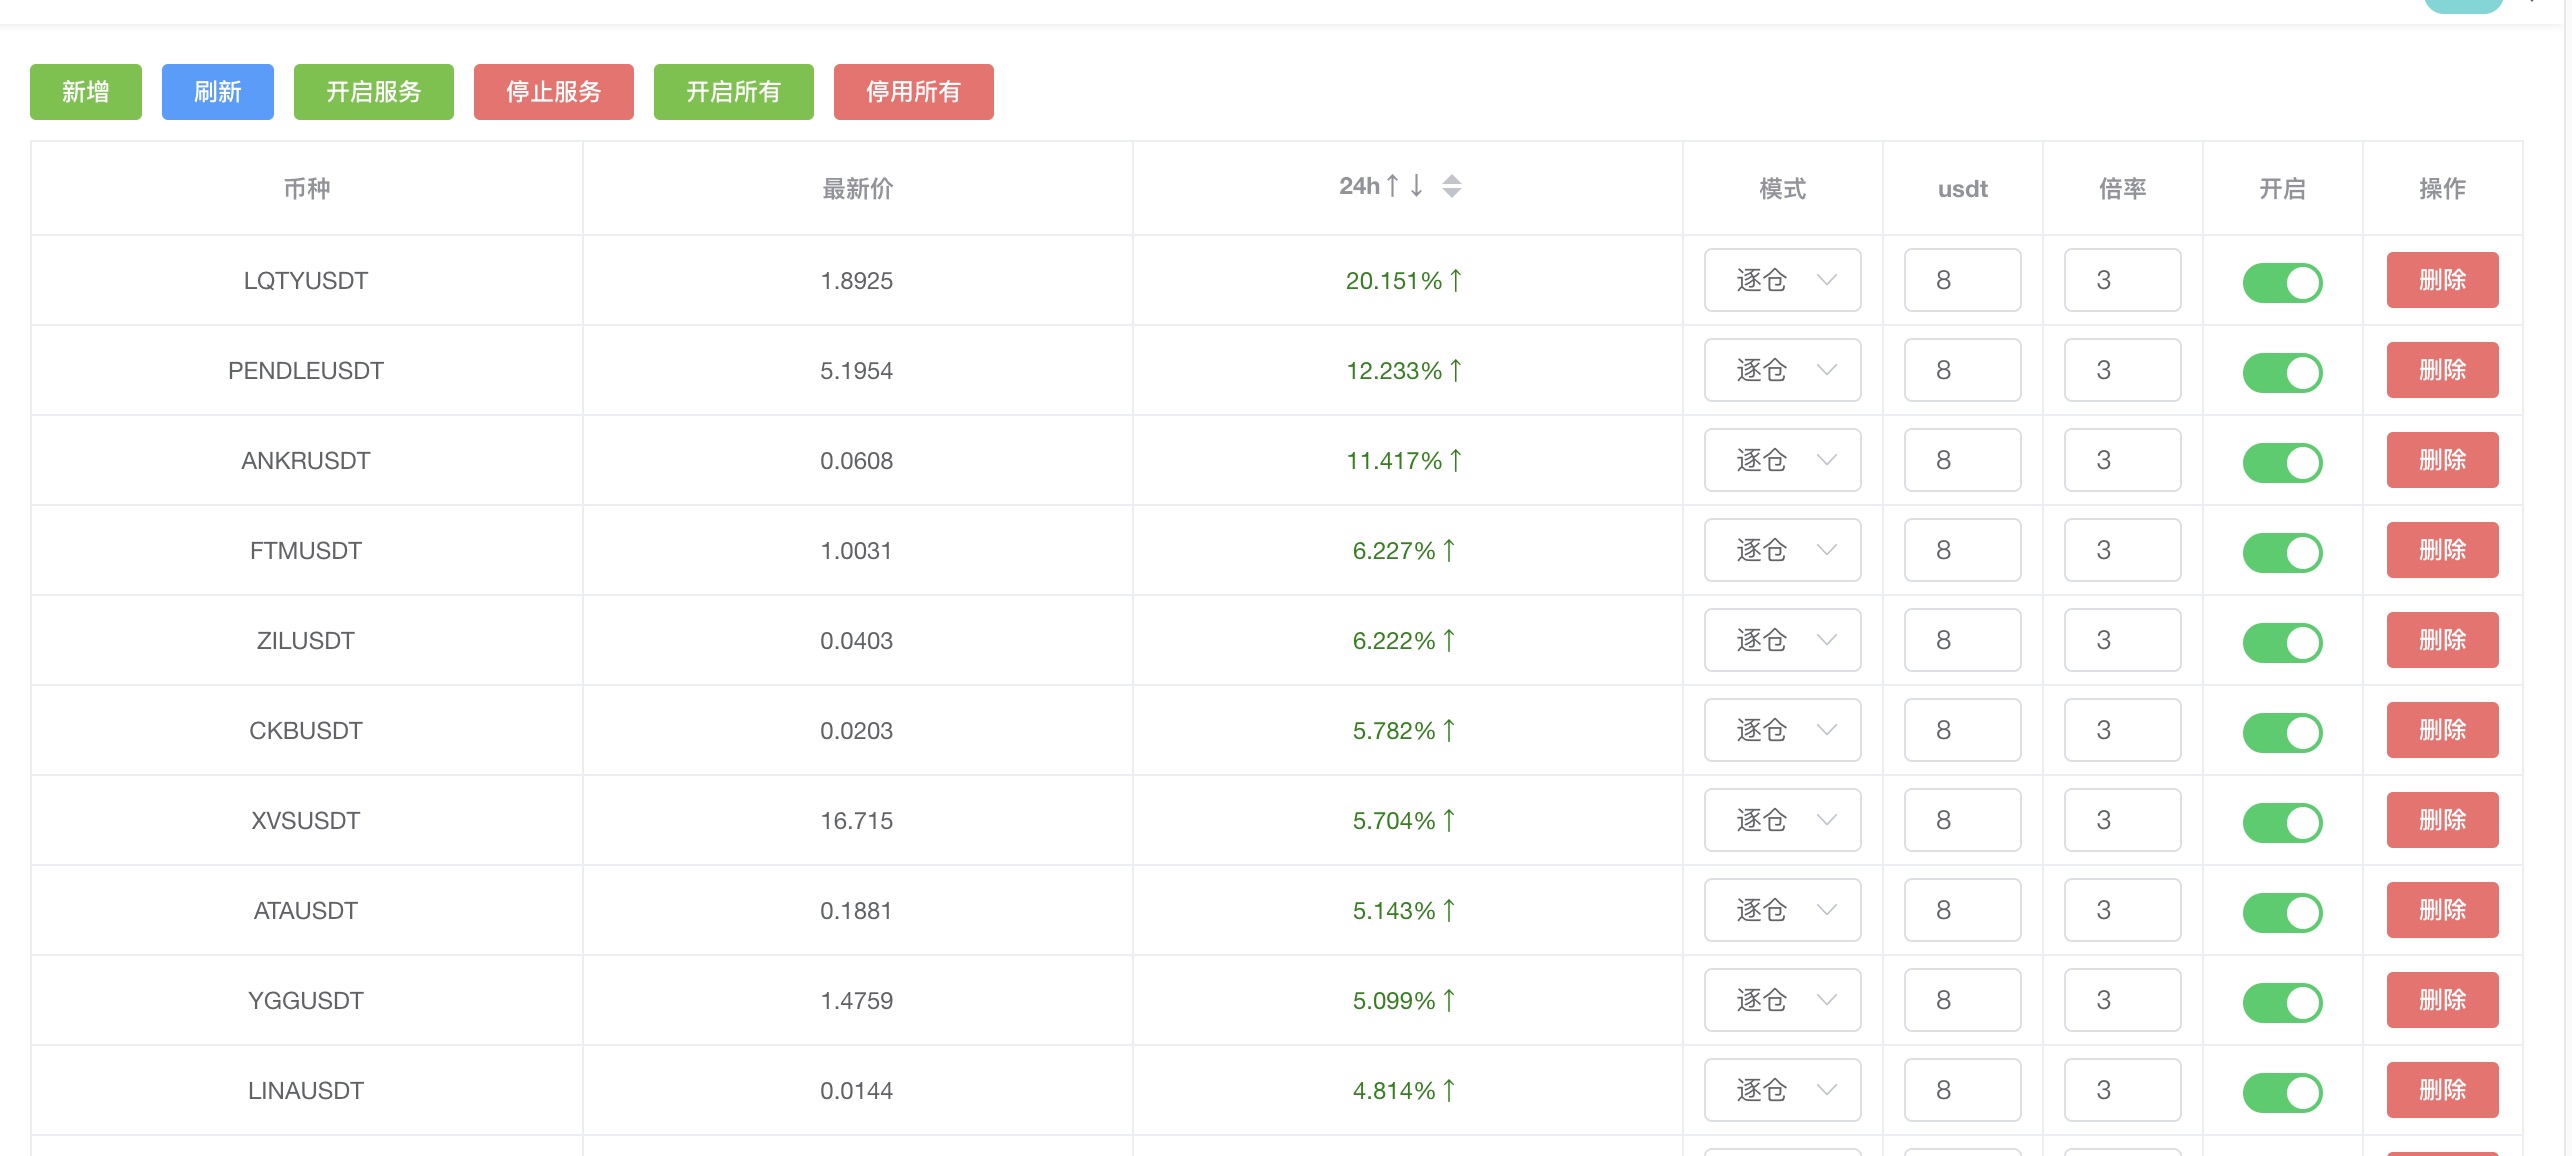 新增 刷新 开启服务 停止服务 开启所有 停用所有
币种 最新价 24h↑↓ 模式 usdt 倍率 开启 操作
LQTYUSDT 1.8925 20.151%↑ 逐仓 8 3 删除
PENDLEUSDT 5.1954 12.233%↑ 逐仓 8 3 删除
ANKRUSDT 0.0608 11.417%↑ 逐仓 8 3 删除
FTMUSDT 1.0031 6.227%↑ 逐仓 8 3 删除
ZILUSDT 0.0403 6.222%↑ 逐仓 8 3 删除
CKBUSDT 0.0203 5.782%↑ 逐仓 8 3 删除
XVSUSDT 16.715 5.704%↑ 逐仓 8 3 删除
ATAUSDT 0.1881 5.143%↑ 逐仓 8 3 删除
YGGUSDT 1.4759 5.099%↑ 逐仓 8 3 删除
LINAUSDT 0.0144 4.814%↑ 逐仓 8 3 删除